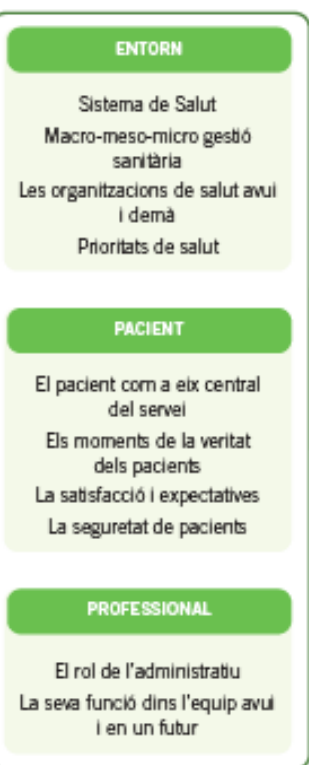 ENTORN
Sistema de Salut
Macro-meso-micro gestió
sanitària
Les organitzacions de salut avui
i demà
Prioritats de salut
PACIENT
El pacient com a eix central
del servei
Els moments de la veritat
dels pacients
La satisfacció i expectatives
La seguretat de pacients
PROFESSIONAL
El rol de l'administratiu
La seva funció dins l'equip avui
i en un futur